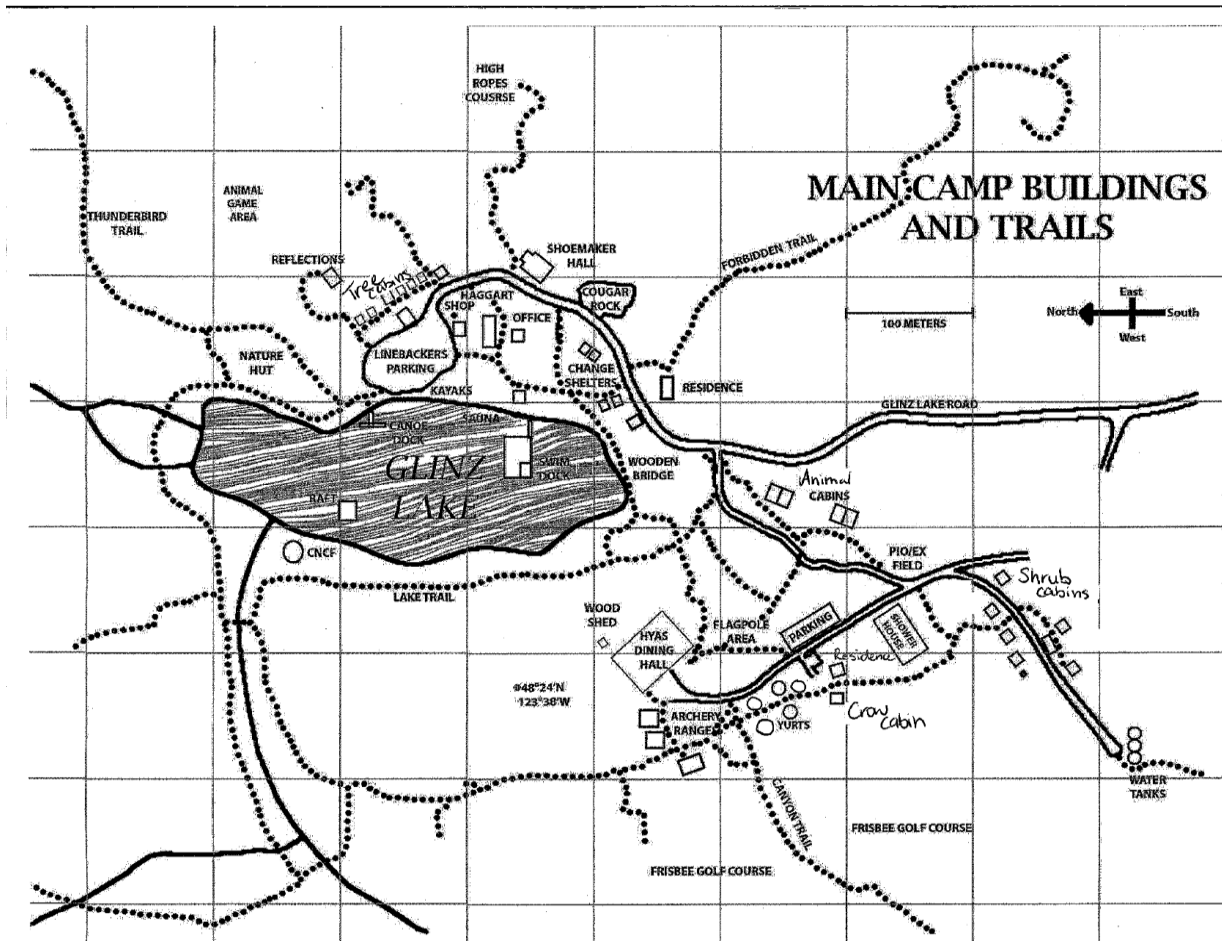 HIGH
ROPES
COUSRSE
MAIN CAMP BUILDINGS
AND TRAILS
ANIMAL
GAME
AREA
THUNDERBIRD
TRAIL
REFLECTIONS
Tree
cabins
SHOEMAKER
HALL
FORBIDDEN TRAIL
HAGGART
SHOP
OFFICE
COUGAR
ROCK
100 METERS
East
North
South
West
NATURE
HUT
LINEBACKERS
PARKING
CHANGE
SHELTERS
KAYAKS
RESIDENCE
GLINZ LAKE ROAD
SAUNA
CANOE
DOCK
GLINZ
LAKE
SWIM
DOCK
WOODEN
BRIDGE
Animal
CABINS
RAFT
CNCF
PIO/EX
FIELD
Shrub
cabins
LAKE TRAIL
WOOD
SHED
HYAS
DINING
HALL
FLAGPOLE
AREA
PARKING
SHOWER
HOUSE
Residence
48°24'N
123°38'W
ARCHERY
RANGE
YURTS
Crow
cabin
WATER
TANKS
CANYON TRAIL
FRISBEE GOLF COURSE
FRISBEE GOLF COURSE